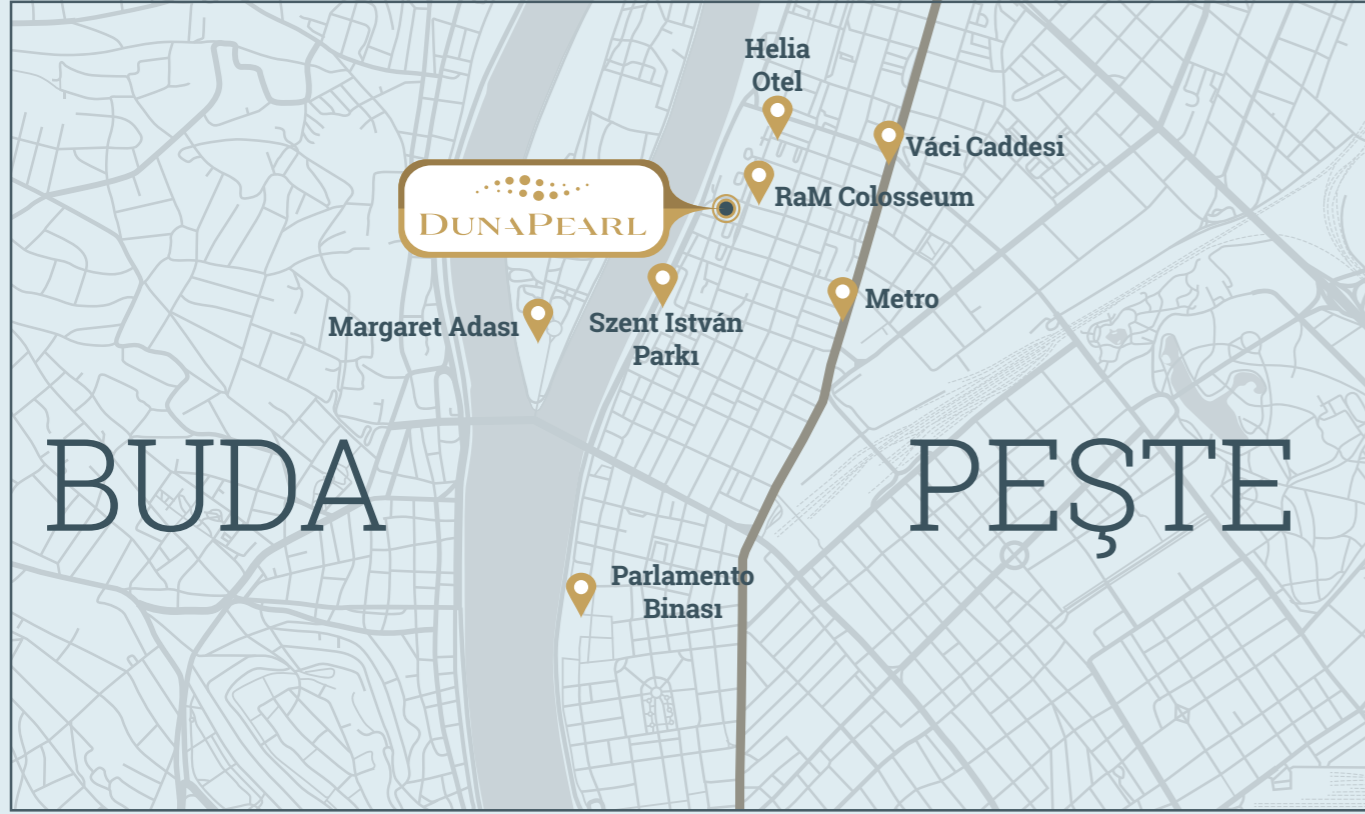 Helia
Otel
Váci Caddesi
RaM Colosseum
DUNAPEARL
Metro
Margaret Adası
Szent István
Parkı
BUDA
PEŞTE
Parlamento
Binası